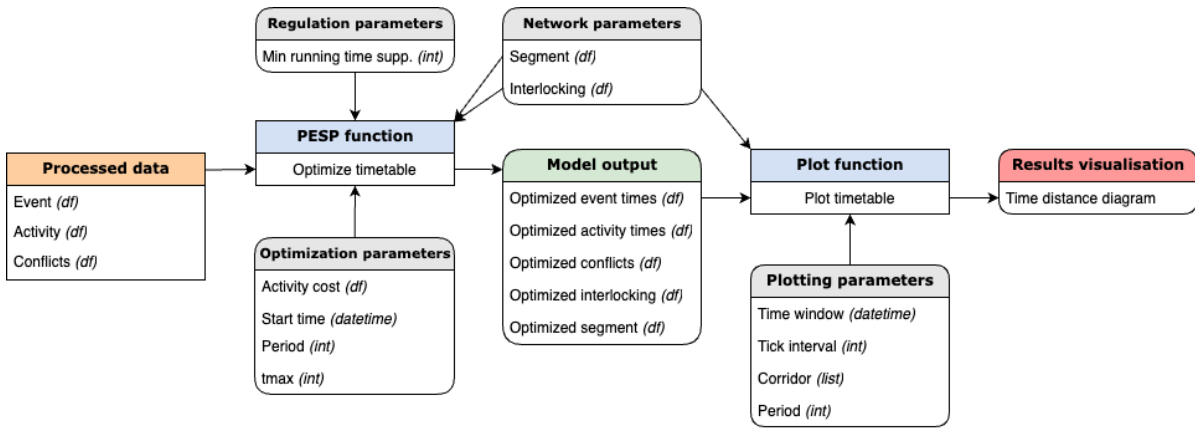 Regulation parameters
Min running time supp. (int)
Network parameters
Segment (df)
Interlocking (df)
Processed data
Event (df)
Activity (df)
Conflicts (df)
PESP function
Optimize timetable
Optimization parameters
Activity cost (df)
Start time (datetime)
Period (int)
tmax (int)
Model output
Optimized event times (df)
Optimized activity times (df)
Optimized conflicts (df)
Optimized interlocking (df)
Optimized segment (df)
Plot function
Plot timetable
Plotting parameters
Time window (datetime)
Tick interval (int)
Corridor (list)
Period (int)
Results visualisation
Time distance diagram